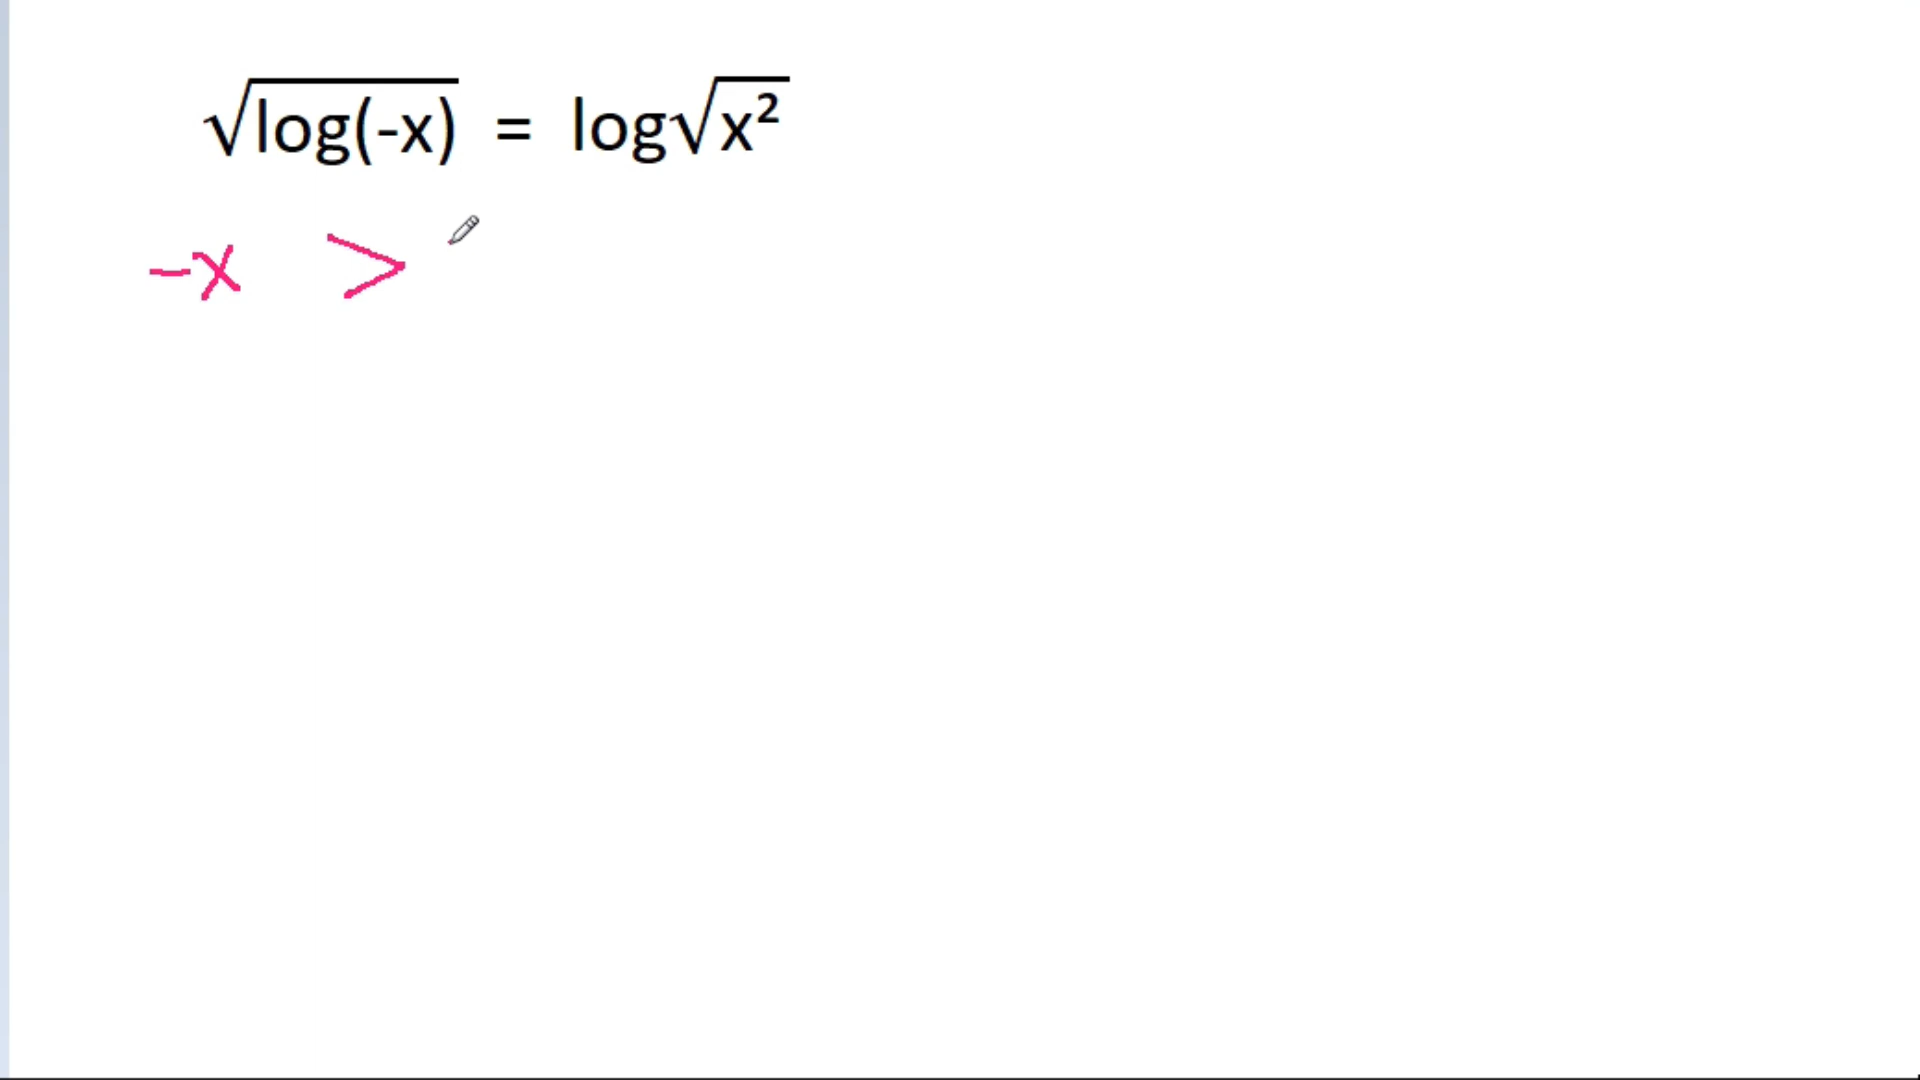 √log(-x) = log√x²
-x >